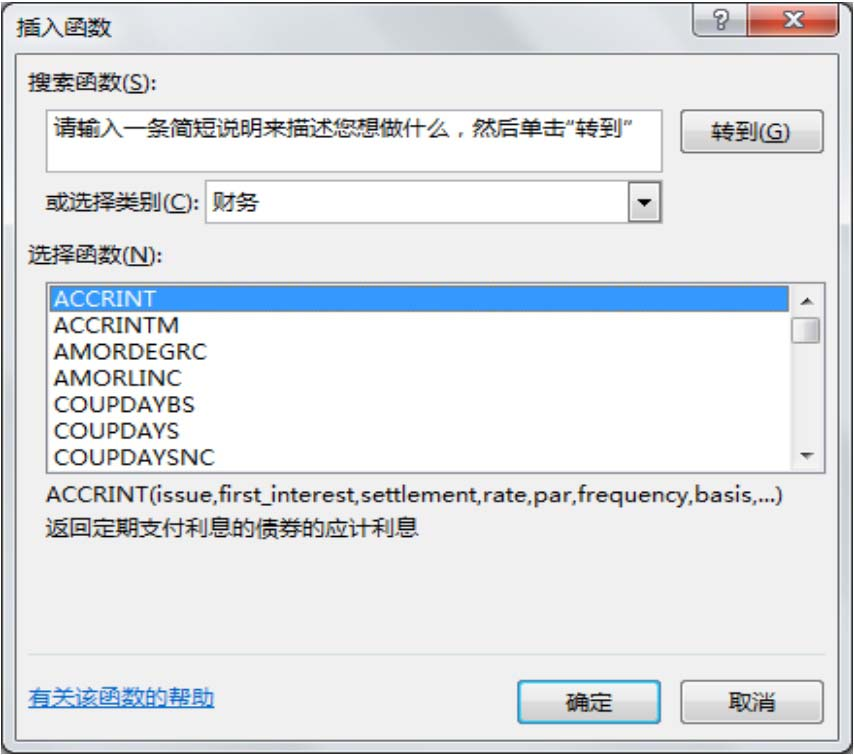 插入函数
搜索函数(S):
请输入一条简短说明来描述您想做什么，然后单击“转到”
转到(G)
或选择类别(C): 财务
选择函数(N):
ACCRINT
ACCRINTM
AMORDEGRC
AMORLINC
COUPDAYBS
COUPDAYS
COUPDAYSNC
ACCRINT(issue,first_interest,settlement,rate,par,frequency,basis,...)
返回定期支付利息的债券的应计利息
有关该函数的帮助
确定
取消